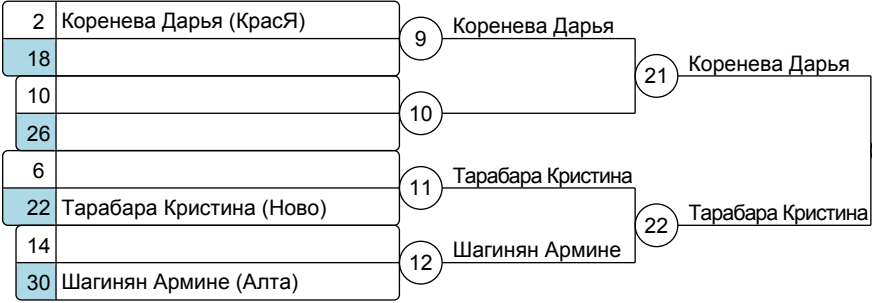 2 Коренева Дарья (КрасЯ)
18
9 Коренева Дарья
10
26
10
21 Коренева Дарья
6
22 Тарабара Кристина (Ново)
11 Тарабара Кристина
14
30 Шагинян Армине (Алта)
12 Шагинян Армине
22 Тарабара Кристина